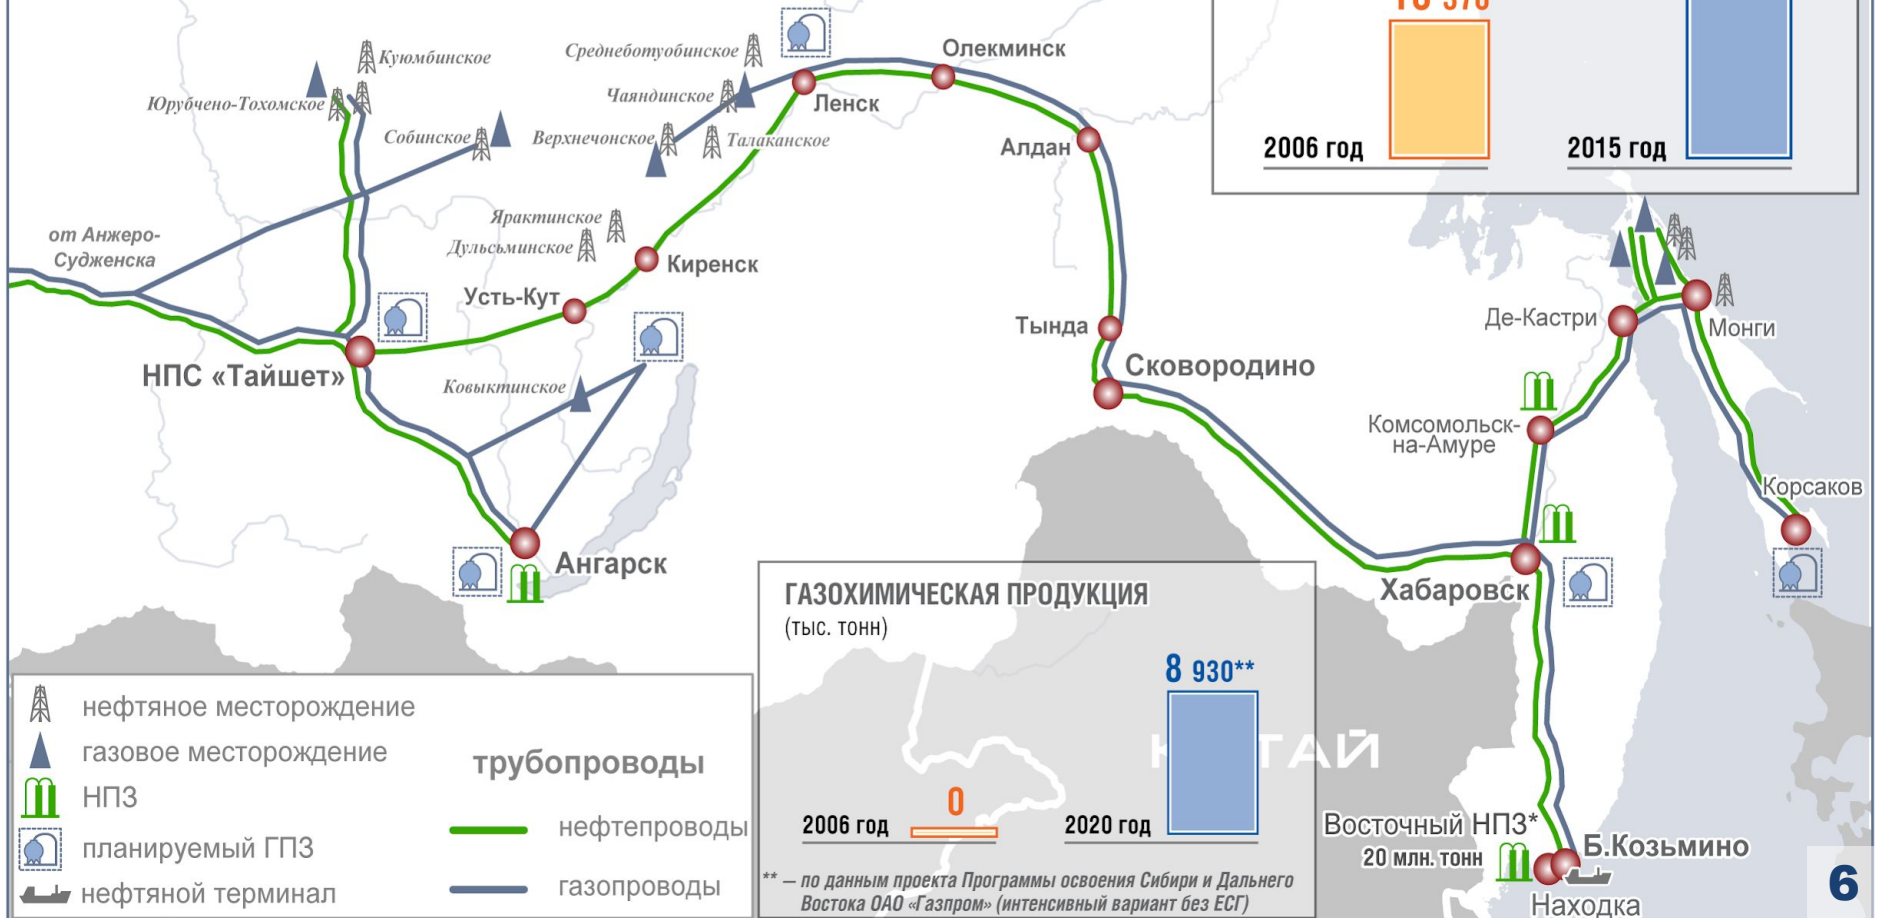 Куюмбинское
Среднеботуобинское
Олекминск
Юрубчено-Тохомское
Чаяндинское
Ленск
2006 год
2015 год
Собинское
Верхнечонское
Талаканское
Алдан
Ярактинское
от Анжеро-
Судженска
Дульсьминское
Киренск
Усть-Кут
Тында
Де-Кастри
Монги
НПС «Тайшет»
Ковыктинское
Сковородино
Комсомольск-
на-Амуре
Корсаков
Ангарск
Хабаровск
ГАЗОХИМИЧЕСКАЯ ПРОДУКЦИЯ
(тыс. тонн)
8 930**
0
2006 год
2020 год
** – по данным проекта Программы освоения Сибири и Дальнего
Востока ОАО «Газпром» (интенсивный вариант без ЕСГ)
нефтяное месторождение
газовое месторождение
НПЗ
планируемый ГПЗ
нефтяной терминал
трубопроводы
нефтепроводы
газопроводы
Восточный НПЗ*
20 млн. тонн
Б.Козьмино
Находка
6